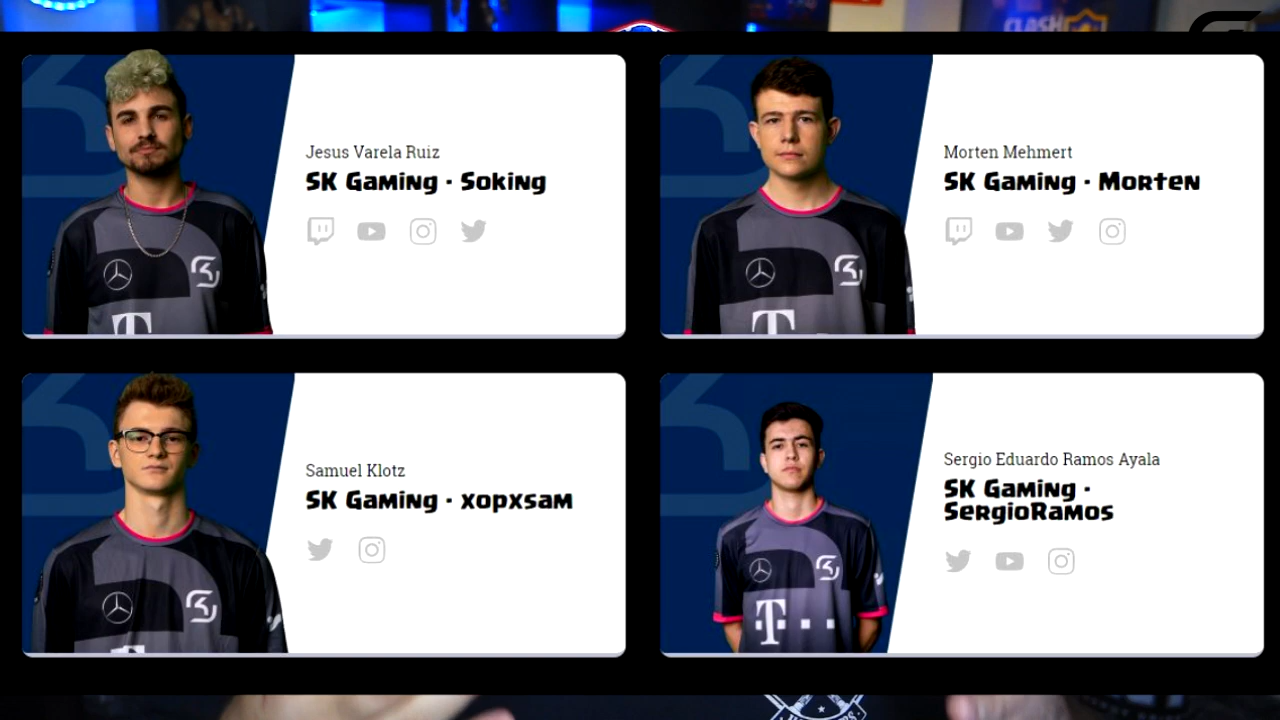 CLASH
Jesus Varela Ruiz
SK Gaming · Soking
Morten Mehmert
SK Gaming · Morten
T
T
Samuel Klotz
SK Gaming · xopxsam
Sergio Eduardo Ramos Ayala
SK Gaming ·
SergioRamos
T